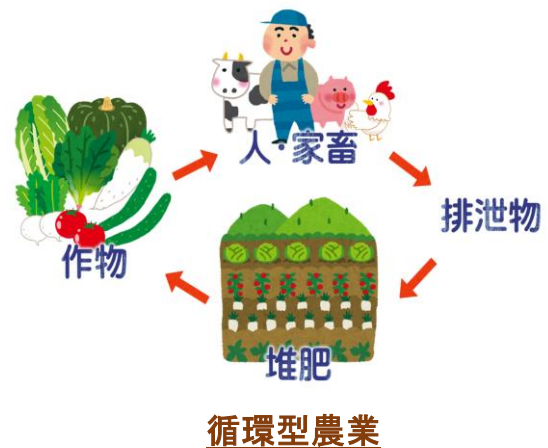 人・家畜
排泄物
作物
堆肥
循環型農業